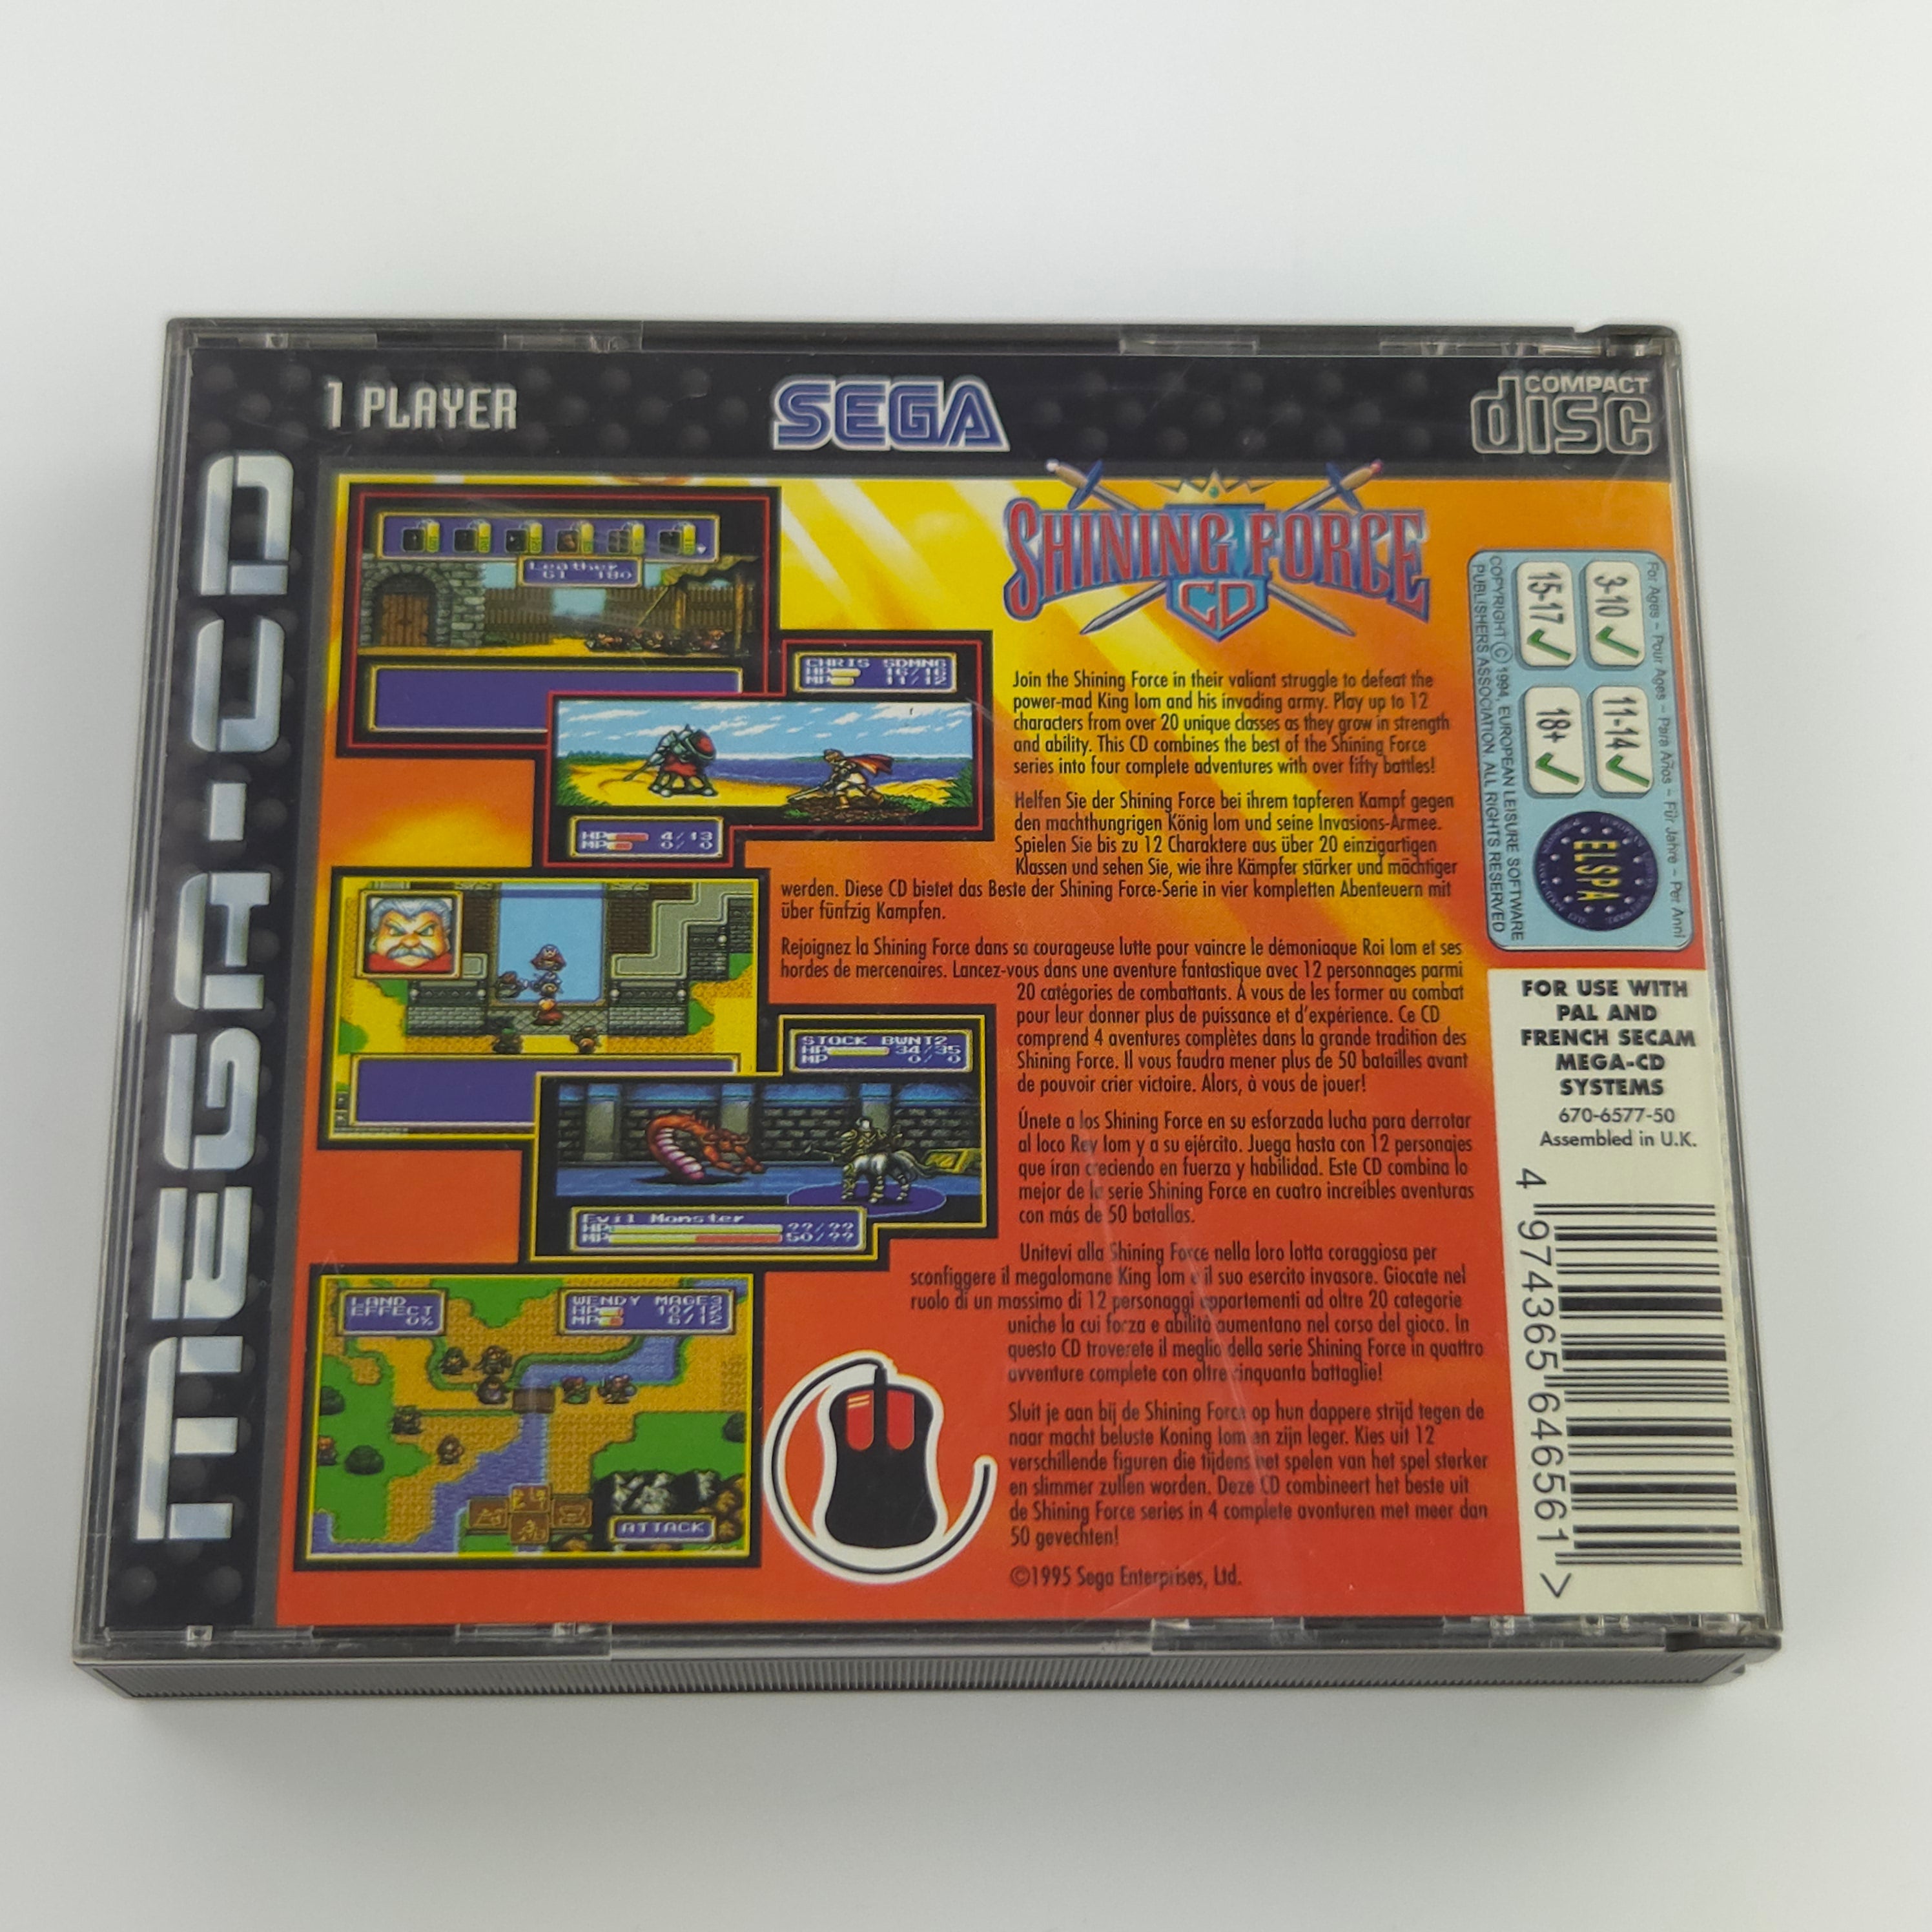 1 PLAYER
SEGA
COMPACT
disc
MEGA-CD
SHINING FORCE
CD
Leather
CHRIS SDMN6
HP 16/16
MP 11/12
HP 4/13
MP 0/0
STOCK BWNT2
HP 34/35
MP 0/0
Evil Monster
HP ??/??
MP 50/??
LAND
EFFECT
0%
WENDY MAGE3
HP 10/12
MP 6/12
ATTACK
Join the Shining Force in their valiant struggle to defeat the
power-mad King Iom and his invading army. Play up to 12
characters from over 20 unique classes as they grow in strength
and ability. This CD combines the best of the Shining Force
series into four complete adventures with over fifty battles!
Helfen Sie der Shining Force bei ihrem tapferen Kampf gegen
den machthungrigen König Iom und seine Invasions-Armee.
Spielen Sie bis zu 12 Charaktere aus über 20 einzigartigen
Klassen und sehen Sie, wie ihre Kämpfer stärker und mächtiger
werden. Diese CD bietet das Beste der Shining Force-Serie in vier kompletten Abenteuern mit
über fünfzig Kampfen.
Rejoignez la Shining Force dans sa courageuse lutte pour vaincre le démoniaque Roi Iom et ses
hordes de mercenaires. Lancez-vous dans une aventure fantastique avec 12 personnages parmi
20 catégories de combattants. A vous de les former au combat
pour leur donner plus de puissance et d'expérience. Ce CD
comprend 4 aventures complètes dans la grande tradition des
Shining Force. Il vous faudra mener plus de 50 batailles avant
de pouvoir crier victoire. Alors, à vous de jouer!
Únete a los Shining Force en su esforzada lucha para derrotar
al loco Rey Iom y a su ejército. Juega hasta con 12 personajes
que iran creciendo en fuerza y habilidad. Este CD combina lo
mejor de la serie Shining Force en cuatro increíbles aventuras
con más de 50 batallas.
Unitevi alla Shining Force nella loro lotta coraggiosa per
sconfiggere il megalomane King Iom e il suo esercito invasore. Giocate nel
ruolo di un massimo di 12 personaggi appartementi ad oltre 20 categorie
uniche la cui forza e abilità aumentano nel corso del gioco. In
questo CD troverete il meglio della serie Shining Force in quattro
avventure complete con oltre cinquanta battaglie!
Sluit je aan bij de Shining Force op hun dappere strijd tegen de
naar macht beluste Koning Iom en zijn leger. Kies uit 12
verschillende figuren die tijdens het spelen van het spel sterker
en slimmer zullen worden. Deze CD combineert het beste uit
de Shining Force series in 4 complete avonturen met meer dan
50 gevechten!
©1995 Sega Enterprises, Ltd.
For Ages – Pour Ages – Para Años – Für Jahre – Per Anni
3-10
11-14
15-17
18+
ELSPA
COPYRIGHT © 1994, EUROPEAN LEISURE SOFTWARE
PUBLISHERS ASSOCIATION. ALL RIGHTS RESERVED
FOR USE WITH
PAL AND
FRENCH SECAM
MEGA-CD
SYSTEMS
670-6577-50
Assembled in U.K.
4 974365 646561 >